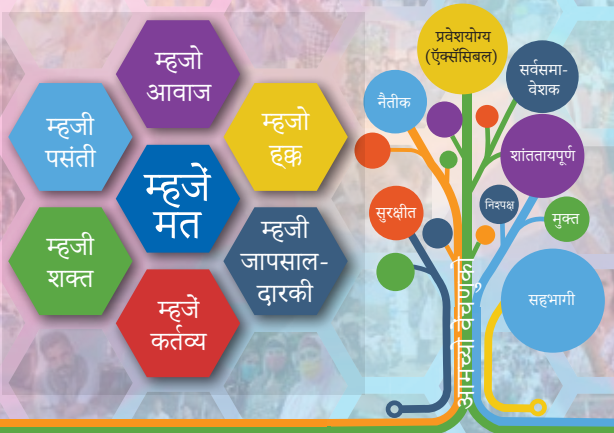 म्हजो
आवाज
म्हजी
पसंती
म्हजो
हक्क
म्हजें
मत
म्हजी
शक्त
म्हजी
जापसाल-
दारकी
म्हजें
कर्तव्य
प्रवेशयोग्य
(ऍक्सॅसिबल)
सर्वसमा-
वेशक
नैतीक
शांततायपूर्ण
सुरक्षीत
निश्पक्ष
मुक्त
सहभागी
आमच्यो वेंचणुको